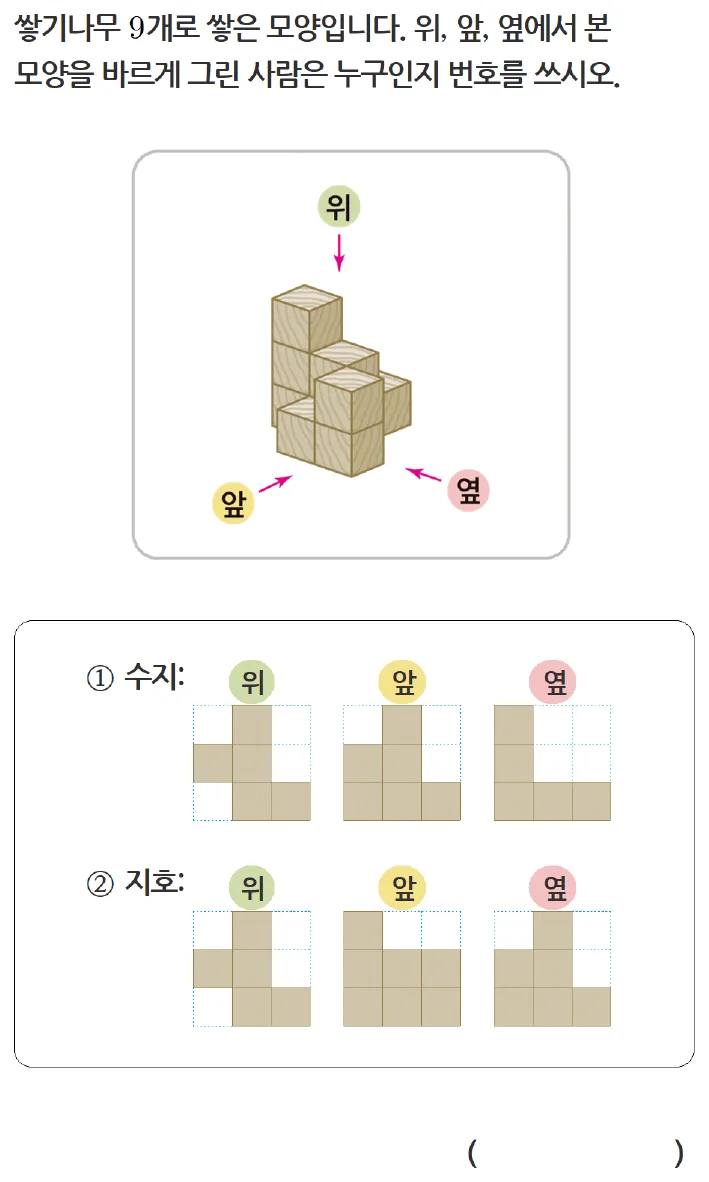 쌓기나무 9개로 쌓은 모양입니다. 위, 앞, 옆에서 본
모양을 바르게 그린 사람은 누구인지 번호를 쓰시오.
위
앞
옆
① 수지: 위 앞 옆
② 지호: 위 앞 옆
( )